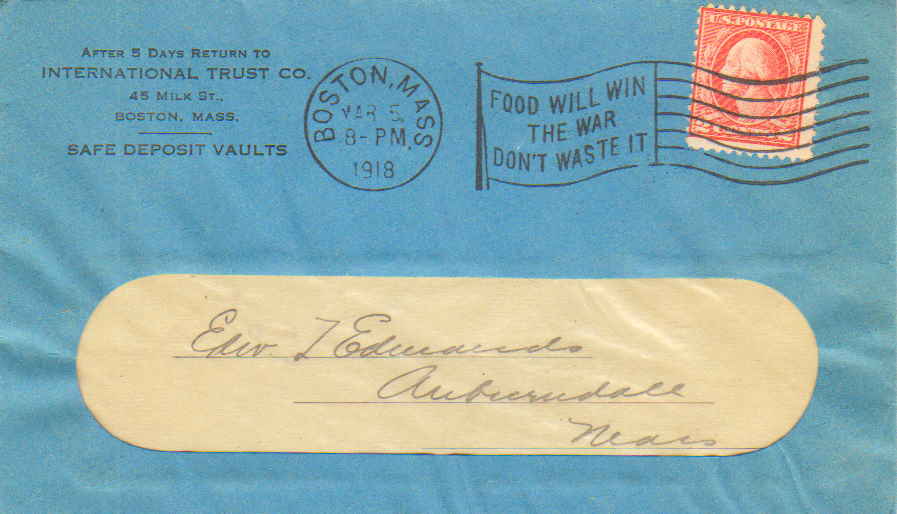 AFTER 5 DAYS RETURN TO
INTERNATIONAL TRUST CO.
45 MILK ST.,
BOSTON, MASS.
SAFE DEPOSIT VAULTS
BOSTON, MASS.
MAR 5
8-PM
1918
FOOD WILL WIN
THE WAR
DON'T WASTE IT
U.S. POSTAGE
Edw. T Edmands
Auburndale
Mass